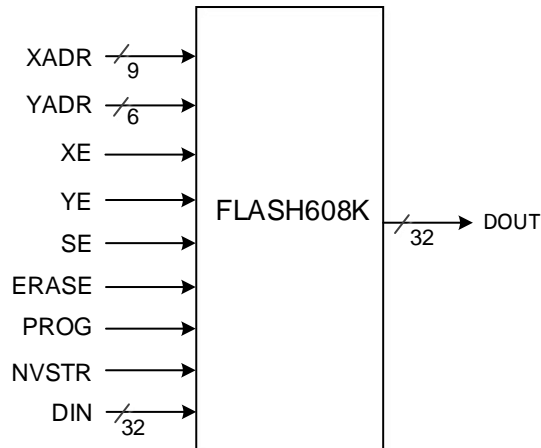 XADR
9
YADR
6
XE
YE
SE
ERASE
PROG
NVSTR
DIN
32
FLASH608K
DOUT
32